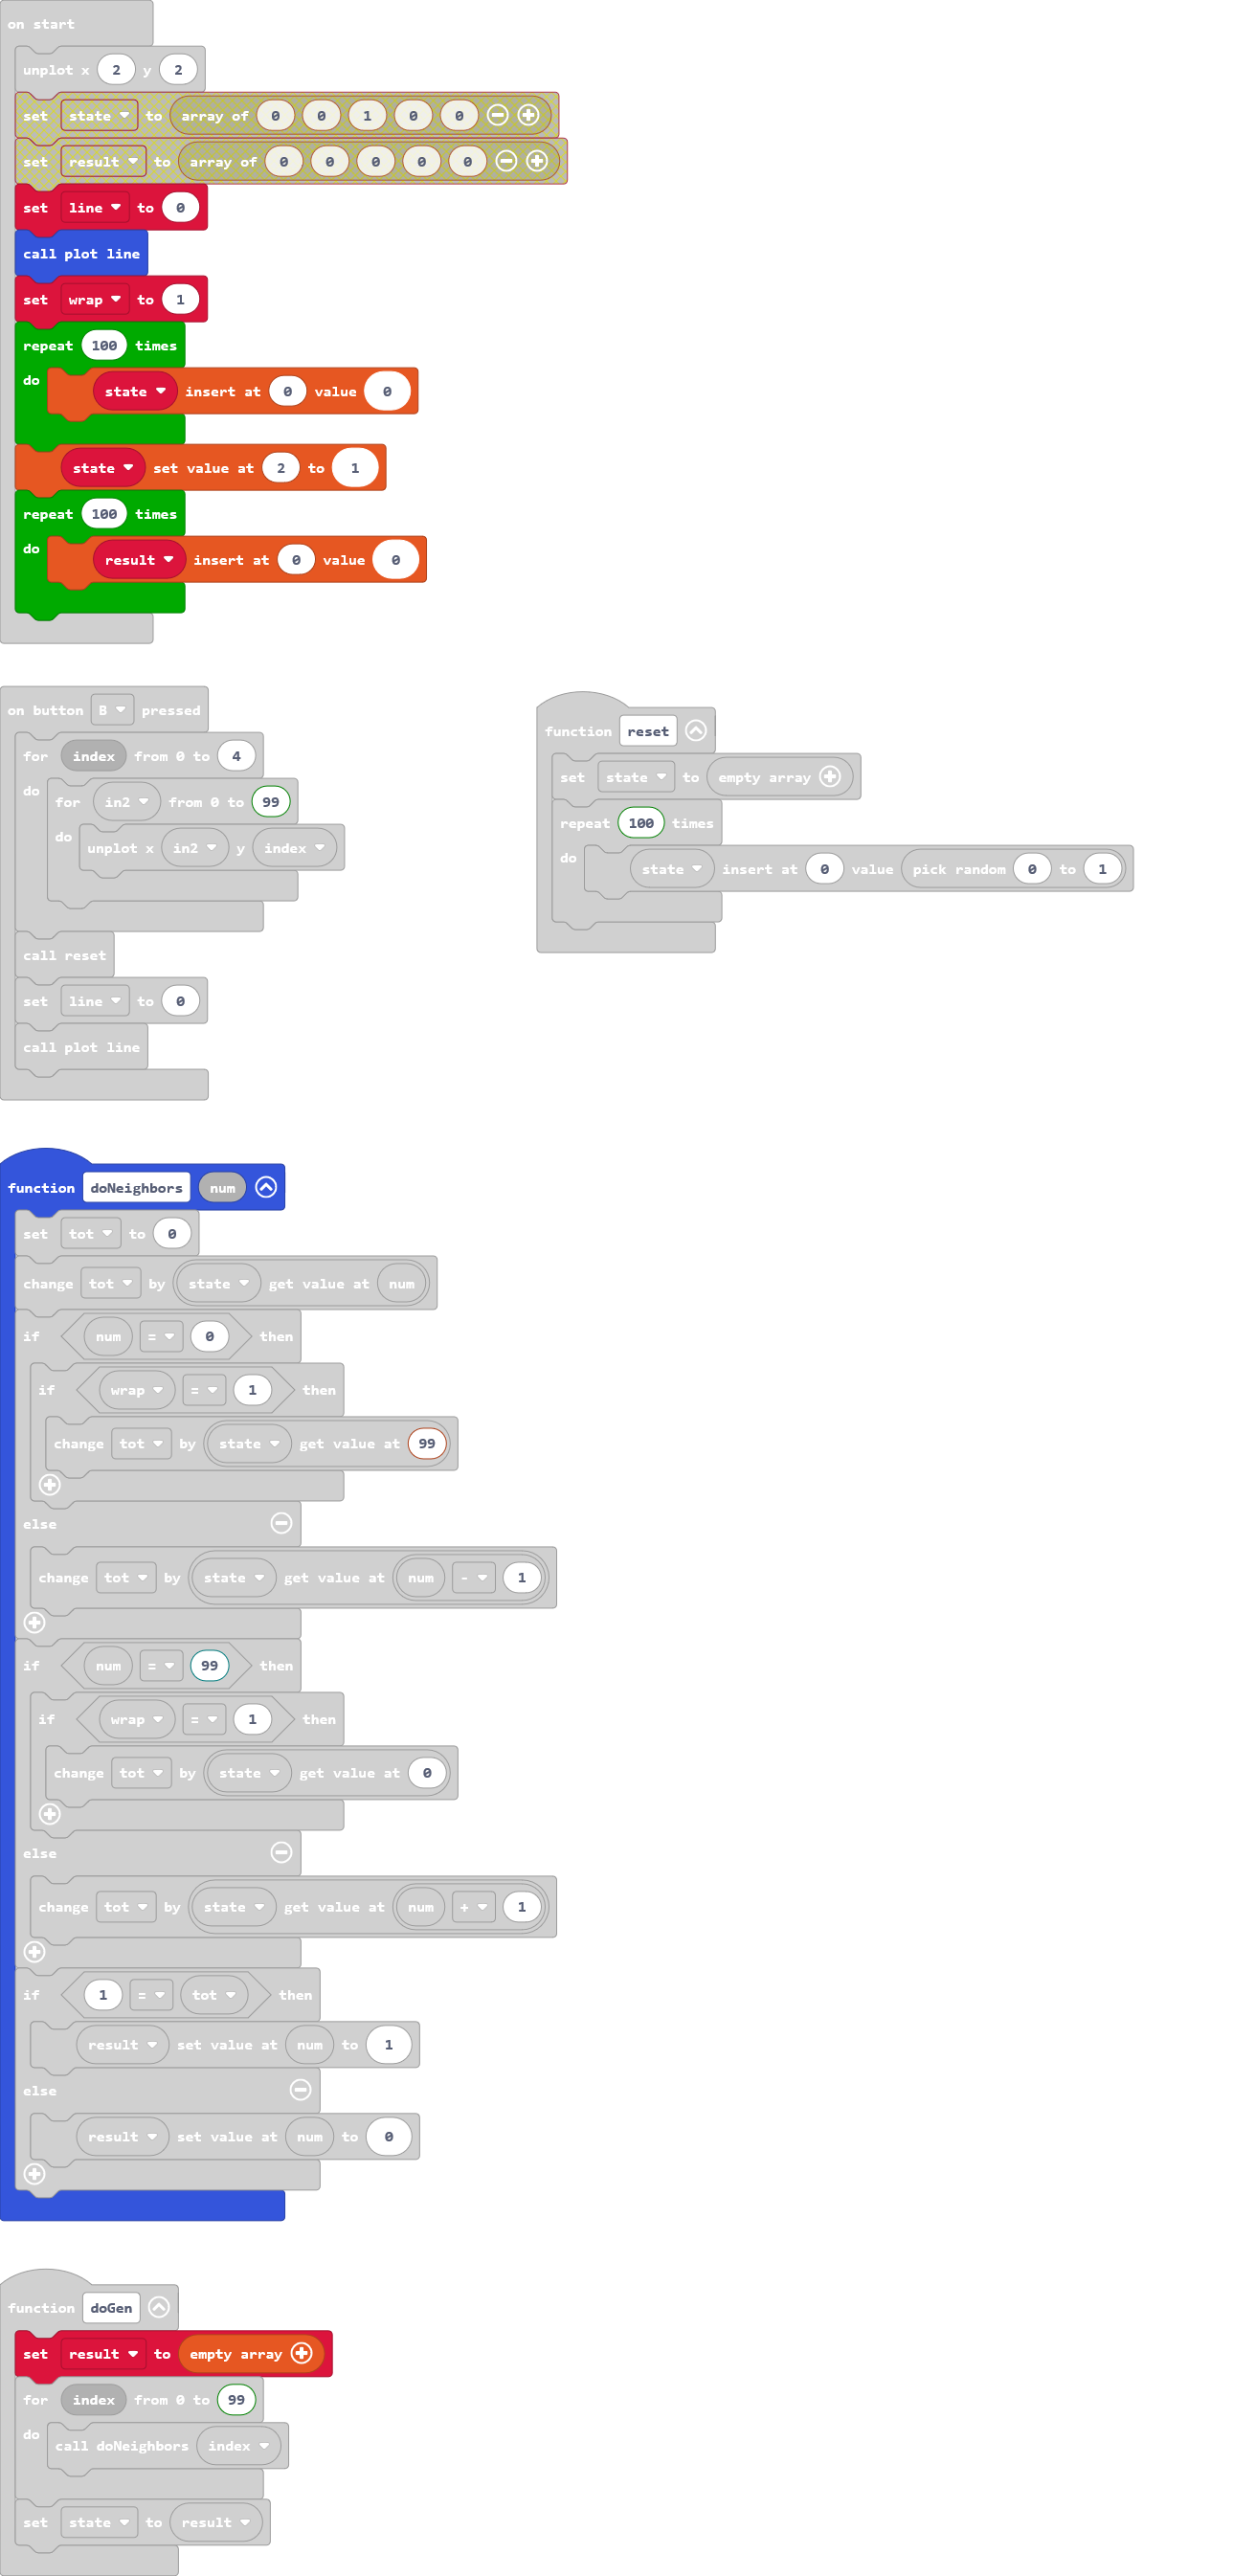 on start
unplot x 2 y 2
set state to array of 0 0 1 0 0
set result to array of 0 0 0 0 0
set line to 0
call plot line
set wrap to 1
repeat 100 times
do state insert at 0 value 0
state set value at 2 to 1
repeat 100 times
do result insert at 0 value 0
on button B pressed
for index from 0 to 4
do for in2 from 0 to 99
do unplot x in2 y index
call reset
set line to 0
call plot line
function reset
set state to empty array
repeat 100 times
do state insert at 0 value pick random 0 to 1
function doNeighbors num
set tot to 0
change tot by state get value at num
if num = 0 then
if wrap = 1 then
change tot by state get value at 99
else
change tot by state get value at num - 1
if num = 99 then
if wrap = 1 then
change tot by state get value at 0
else
change tot by state get value at num + 1
if 1 = tot then
result set value at num to 1
else
result set value at num to 0
function doGen
set result to empty array
for index from 0 to 99
do call doNeighbors index
set state to result